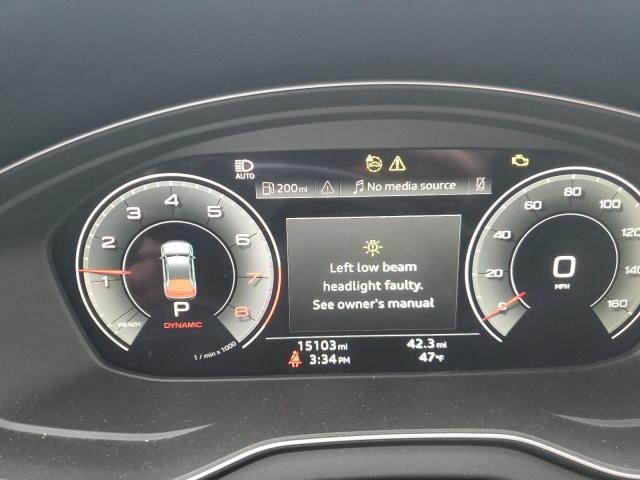 AUTO
200 mi No media source
Left low beam
headlight faulty.
See owner's manual
1 2 3 4 5 6 7 8
READY
P
DYNAMIC
1 / min x 1000
0 20 40 60 80 100 120 140 160
0
MPH
15103 mi 42.3 mi
3:34 PM 47°F